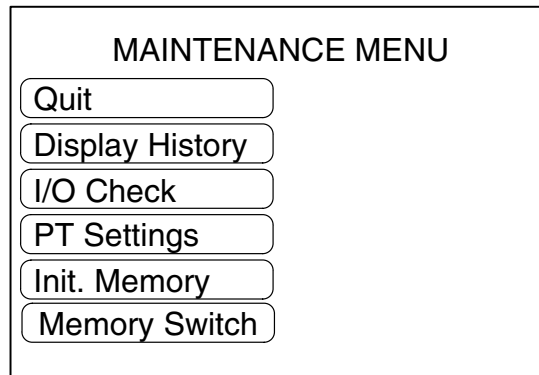 MAINTENANCE MENU
Quit
Display History
I/O Check
PT Settings
Init. Memory
Memory Switch